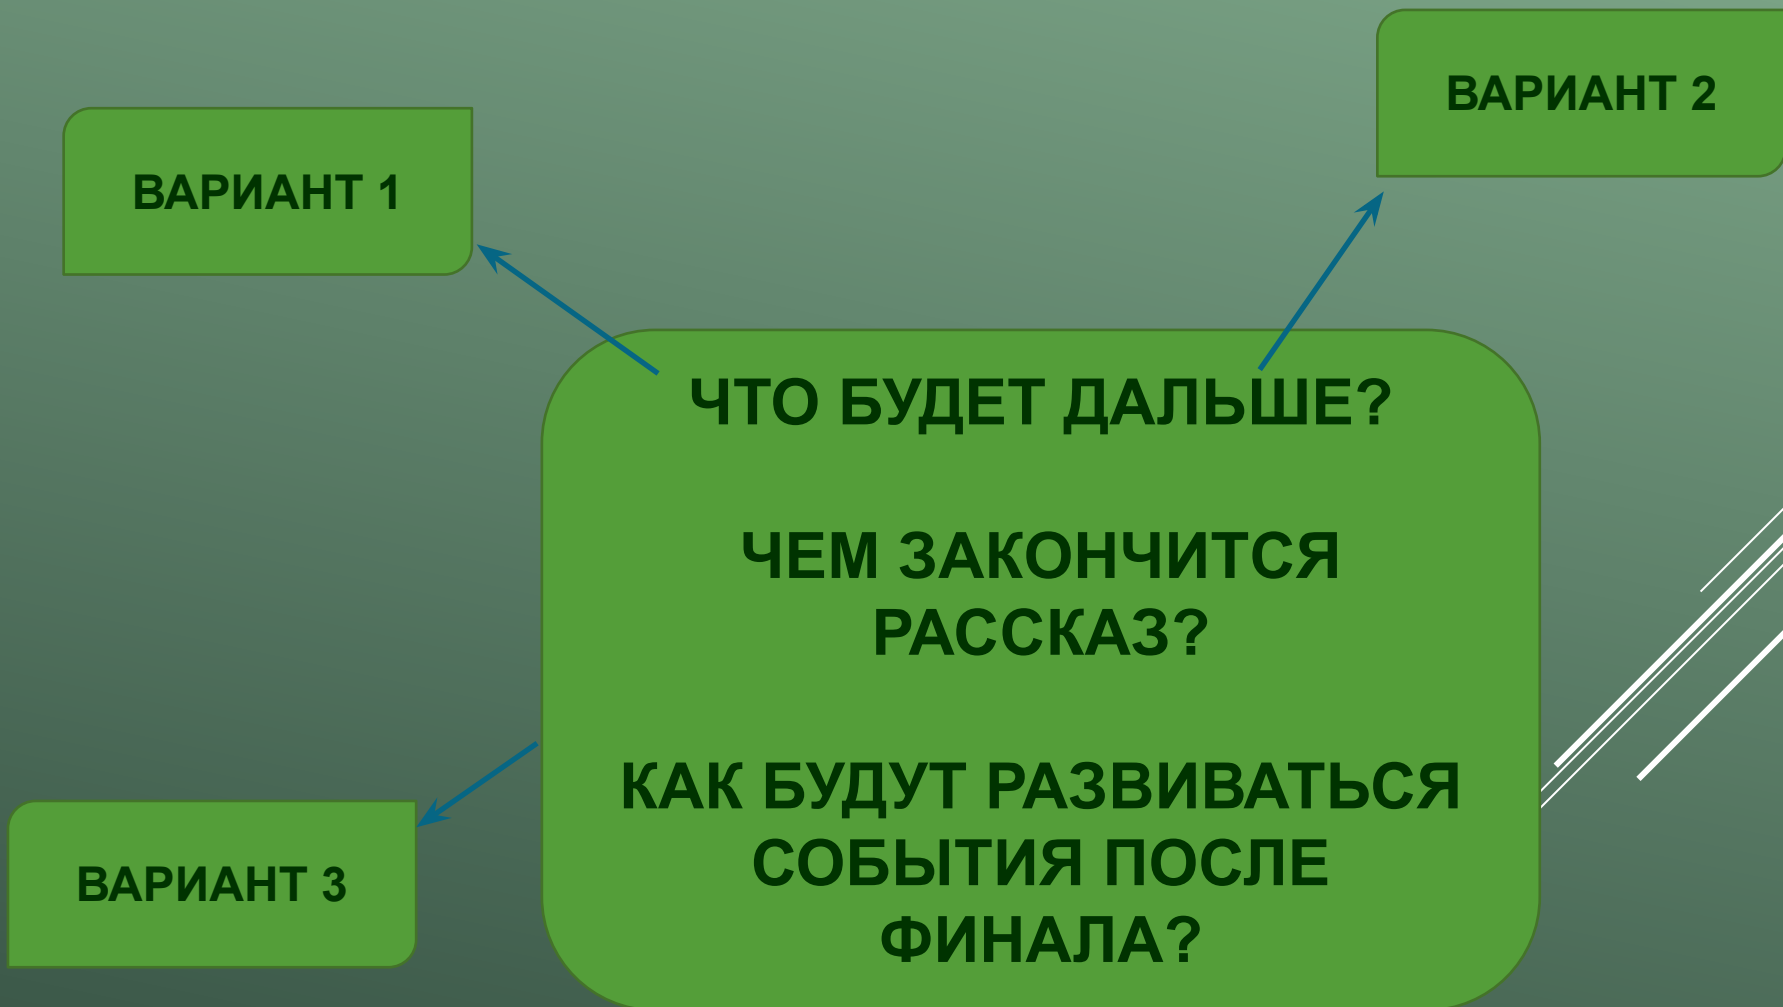 ВАРИАНТ 2
ВАРИАНТ 1
ЧТО БУДЕТ ДАЛЬШЕ?
ЧЕМ ЗАКОНЧИТСЯ
РАССКАЗ?
КАК БУДУТ РАЗВИВАТЬСЯ
СОБЫТИЯ ПОСЛЕ
ФИНАЛА?
ВАРИАНТ 3